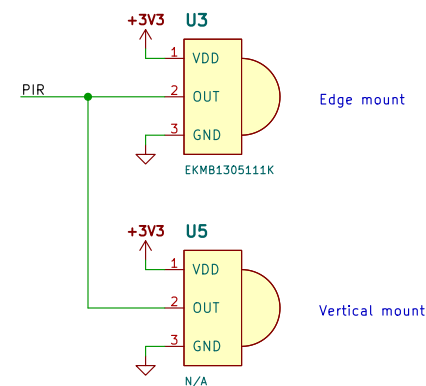 +3V3 U3
1 VDD
PIR 2 OUT Edge mount
3 GND
EKMB1305111K
+3V3 U5
1 VDD
2 OUT Vertical mount
3 GND
N/A